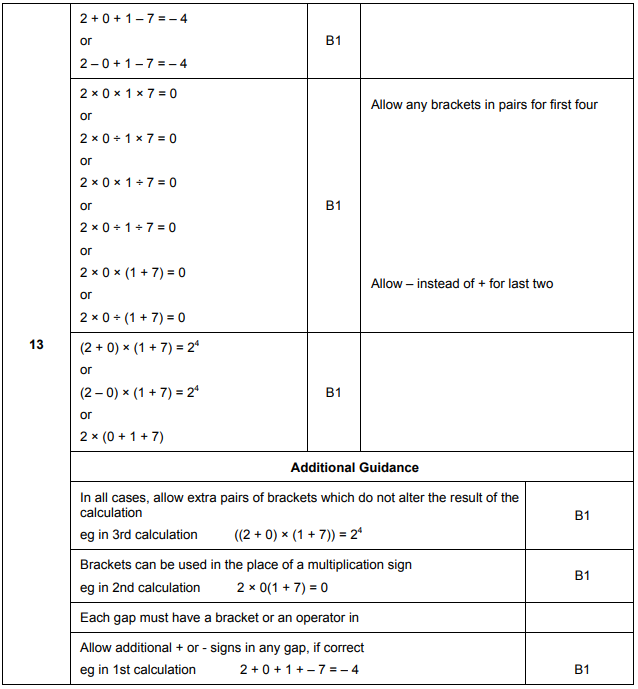 2 + 0 + 1 – 7 = – 4
or
2 – 0 + 1 – 7 = – 4
B1
2 × 0 × 1 × 7 = 0
or
2 × 0 ÷ 1 × 7 = 0
or
2 × 0 × 1 ÷ 7 = 0
or
2 × 0 ÷ 1 ÷ 7 = 0
or
2 × 0 × (1 + 7) = 0
or
2 × 0 ÷ (1 + 7) = 0
B1
Allow any brackets in pairs for first four
Allow – instead of + for last two
13
(2 + 0) × (1 + 7) = 2⁴
or
(2 – 0) × (1 + 7) = 2⁴
or
2 × (0 + 1 + 7)
B1
Additional Guidance
In all cases, allow extra pairs of brackets which do not alter the result of the
calculation
eg in 3rd calculation ((2 + 0) × (1 + 7)) = 2⁴
B1
Brackets can be used in the place of a multiplication sign
eg in 2nd calculation 2 × 0(1 + 7) = 0
B1
Each gap must have a bracket or an operator in
Allow additional + or - signs in any gap, if correct
eg in 1st calculation 2 + 0 + 1 + – 7 = – 4
B1